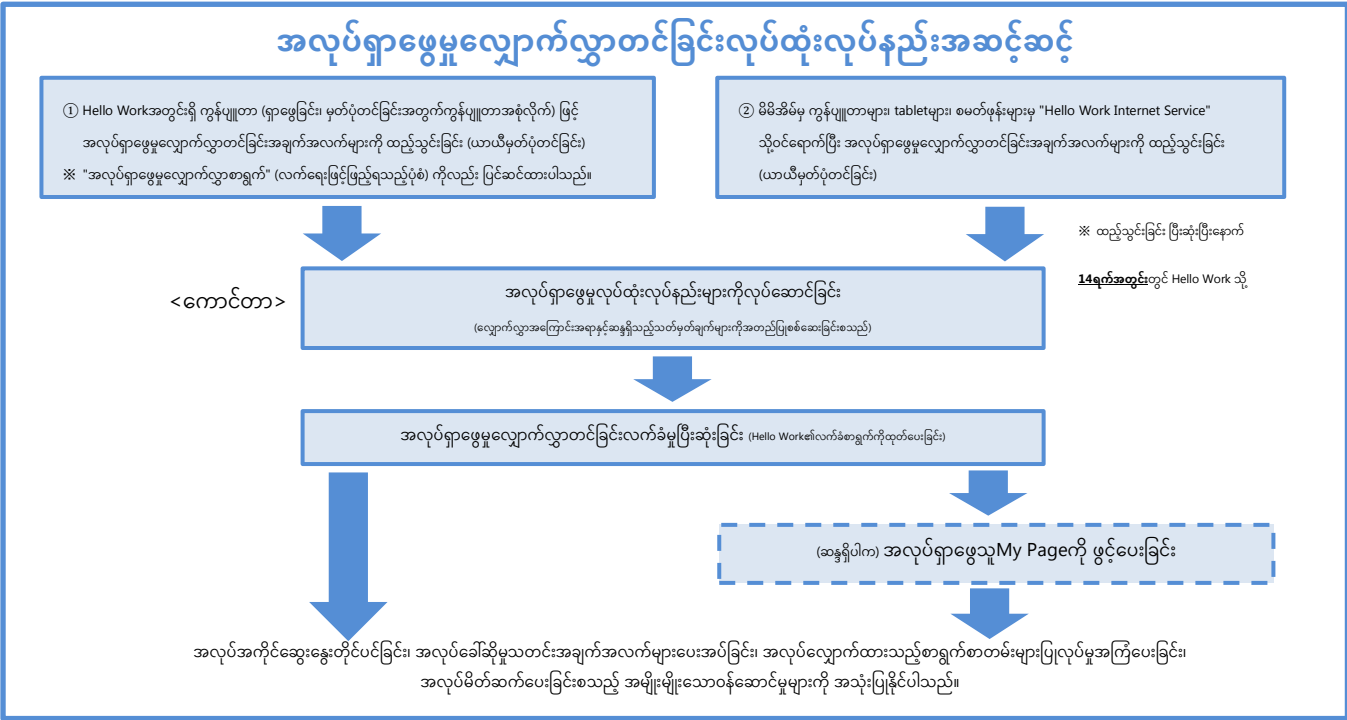 အလုပ်ရှာဖွေမှုလျှောက်လွှာတင်ခြင်းလုပ်ထုံးလုပ်နည်းအဆင့်ဆင့်
① Hello Workအတွင်းရှိ ကွန်ပျူတာ (ရှာဖွေခြင်း၊ မှတ်ပုံတင်ခြင်းအတွက်ကွန်ပျူတာအစုံလိုက်) ဖြင့်
အလုပ်ရှာဖွေမှုလျှောက်လွှာတင်ခြင်းအချက်အလက်များကို ထည့်သွင်းခြင်း (ယာယီမှတ်ပုံတင်ခြင်း)
※ "အလုပ်ရှာဖွေမှုလျှောက်လွှာစာရွက်" (လက်ရေးဖြင့်ဖြည့်ရသည့်ပုံစံ) ကိုလည်း ပြင်ဆင်ထားပါသည်။
② မိမိအိမ်မှ ကွန်ပျူတာများ၊ tabletများ၊ စမတ်ဖုန်းများမှ "Hello Work Internet Service"
သို့ဝင်ရောက်ပြီး အလုပ်ရှာဖွေမှုလျှောက်လွှာတင်ခြင်းအချက်အလက်များကို ထည့်သွင်းခြင်း
(ယာယီမှတ်ပုံတင်ခြင်း)
※ ထည့်သွင်းခြင်း ပြီးဆုံးပြီးနောက်
14ရက်အတွင်းတွင် Hello Work သို့
<ကောင်တာ>
အလုပ်ရှာဖွေမှုလုပ်ထုံးလုပ်နည်းများကိုလုပ်ဆောင်ခြင်း
(လျှောက်လွှာအကြောင်းအရာနှင့်ဆန္ဒရှိသည့်သတ်မှတ်ချက်များကိုအတည်ပြုစစ်ဆေးခြင်းစသည်)
အလုပ်ရှာဖွေမှုလျှောက်လွှာတင်ခြင်းလက်ခံမှုပြီးဆုံးခြင်း (Hello Work၏လက်ခံစာရွက်ကိုထုတ်ပေးခြင်း)
(ဆန္ဒရှိပါက) အလုပ်ရှာဖွေသူMy Pageကို ဖွင့်ပေးခြင်း
အလုပ်အကိုင်ဆွေးနွေးတိုင်ပင်ခြင်း၊ အလုပ်ခေါ်ဆိုမှုသတင်းအချက်အလက်များပေးအပ်ခြင်း၊ အလုပ်လျှောက်ထားသည့်စာရွက်စာတမ်းများပြုလုပ်မှုအကြံပေးခြင်း၊
အလုပ်မိတ်ဆက်ပေးခြင်းစသည့် အမျိုးမျိုးသောဝန်ဆောင်မှုများကို အသုံးပြုနိုင်ပါသည်။